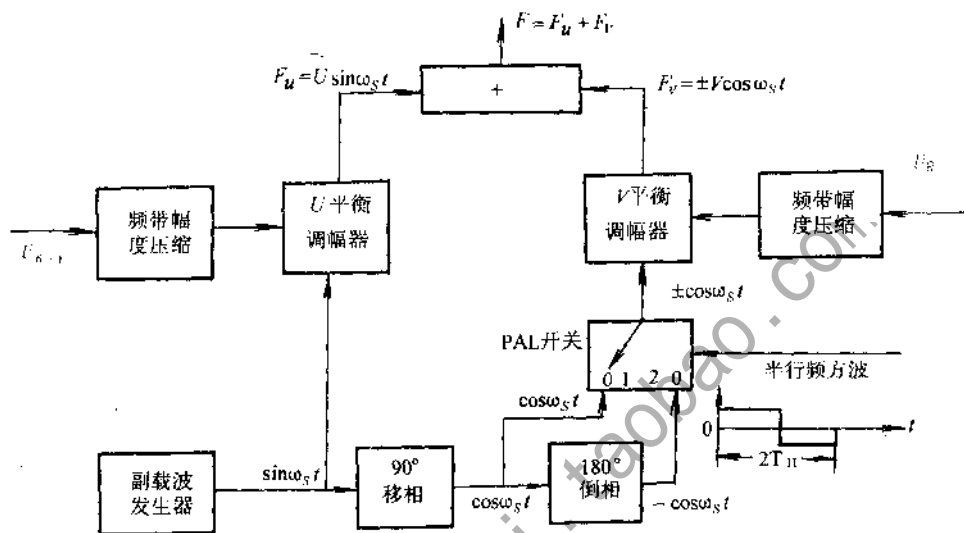 F = F_u + F_V
F_u = U sinω_S t
+
F_V = ±V cosω_S t
频带幅
度压缩
U平衡
调幅器
V平衡
调幅器
频带幅
度压缩
±cosω_S t
PAL开关
0 1 2 0
半行频方波
cosω_S t
0
t
2T_H
副载波
发生器
sinω_S t
90°
移相
cosω_S t
180°
倒相
−cosω_S t
taobao.com